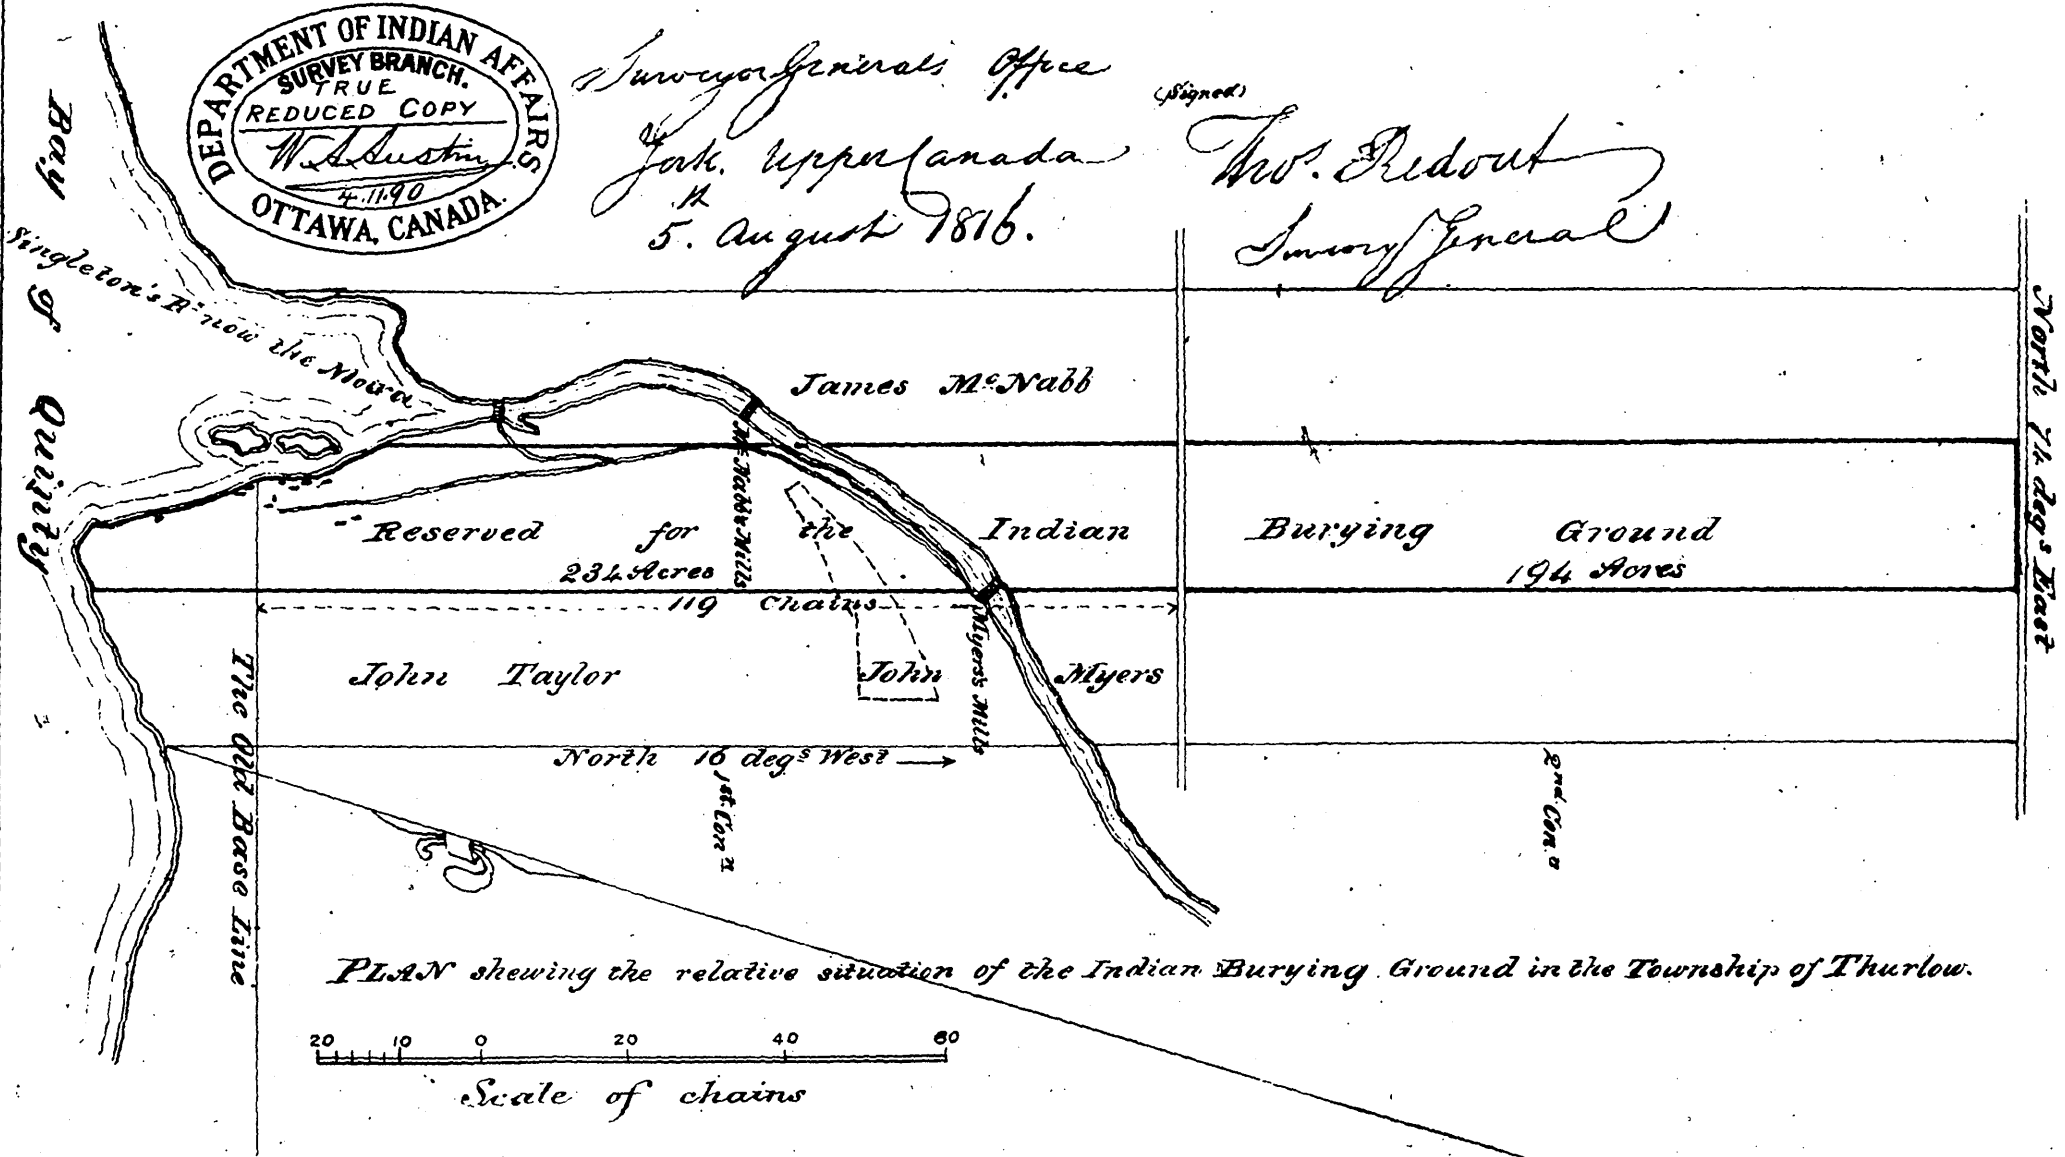 DEPARTMENT OF INDIAN AFFAIRS
SURVEY BRANCH.
TRUE
REDUCED COPY
W A Austin
4.11.90
OTTAWA, CANADA.
Surveyor Generals Office
York. Upper Canada
5.th August 1816.
(Signed)
Thos. Ridout
Survey General
Bay of Quinty
Singleton's R- now the Moira
North 74 degs East
James McNabb
McNabb's Mills
Reserved for the Indian Burying Ground
234 Acres
194 Acres
119 Chains
John Taylor
John Myers
Myers's Mills
The Old Base Line
North 16 degs West
1st Conn
2nd Con.n
PLAN shewing the relative situation of the Indian Burying Ground in the Township of Thurlow.
20 10 0 20 40 60
Scale of chains